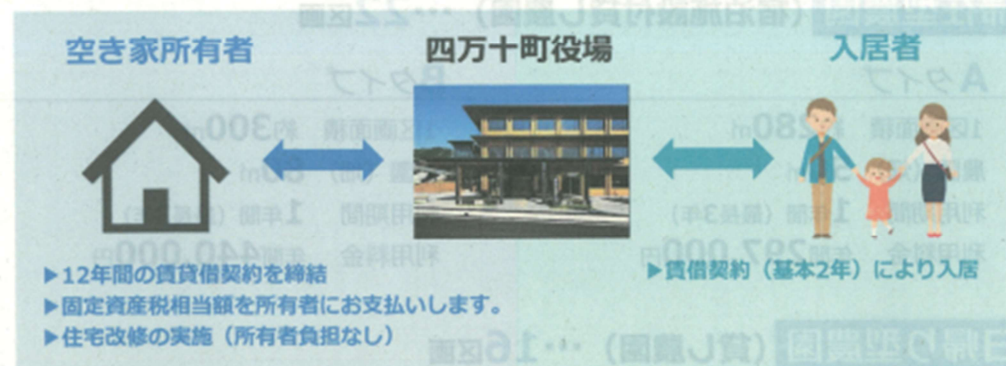 空き家所有者
四万十町役場
入居者
▶12年間の賃貸借契約を締結
▶固定資産税相当額を所有者にお支払いします。
▶住宅改修の実施（所有者負担なし）
▶賃借契約（基本2年）により入居